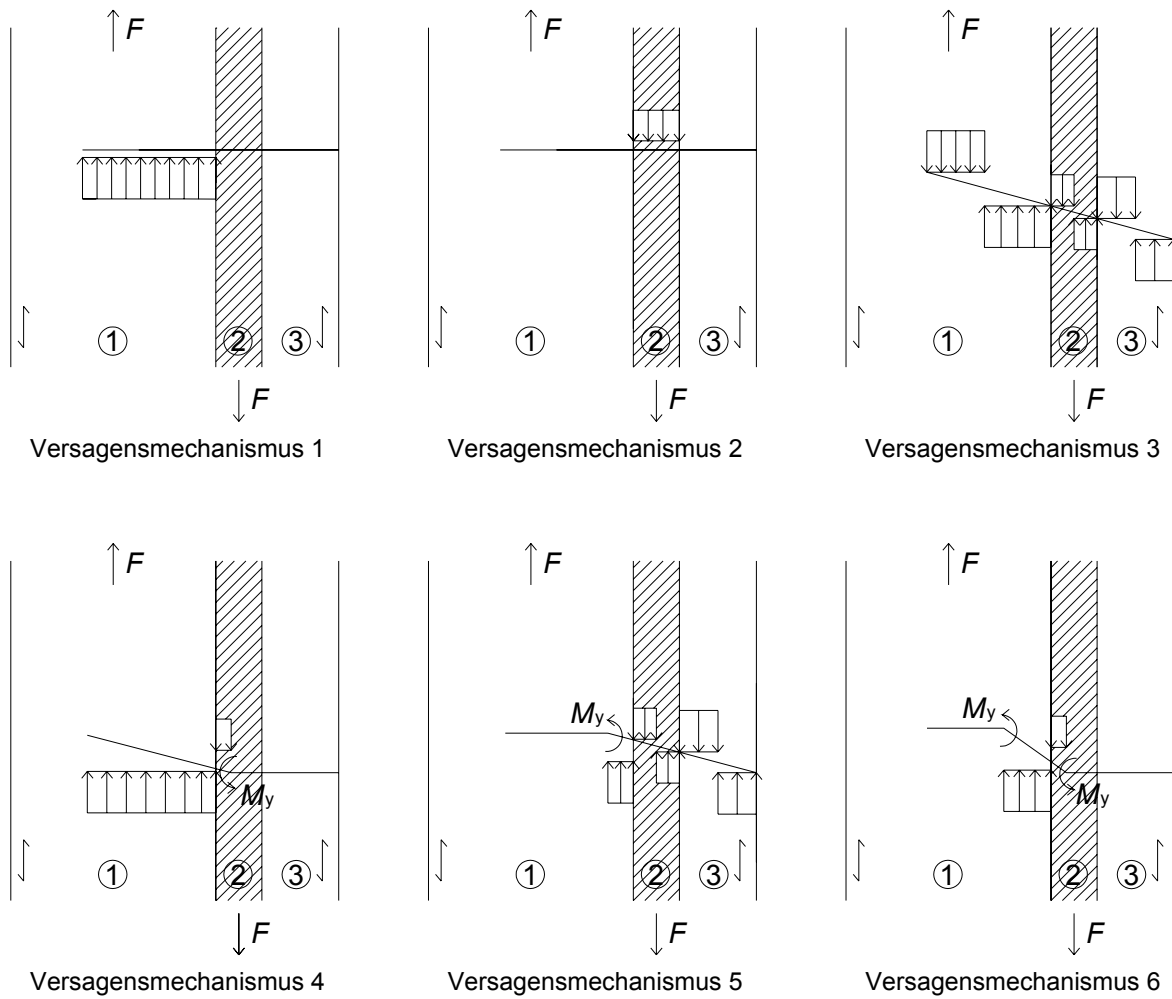 F F F
① ② ③ ① ② ③ ① ② ③
F F F
Versagensmechanismus 1 Versagensmechanismus 2 Versagensmechanismus 3
F F F
My My
My My
① ② ③ ① ② ③ ① ② ③
F F F
Versagensmechanismus 4 Versagensmechanismus 5 Versagensmechanismus 6